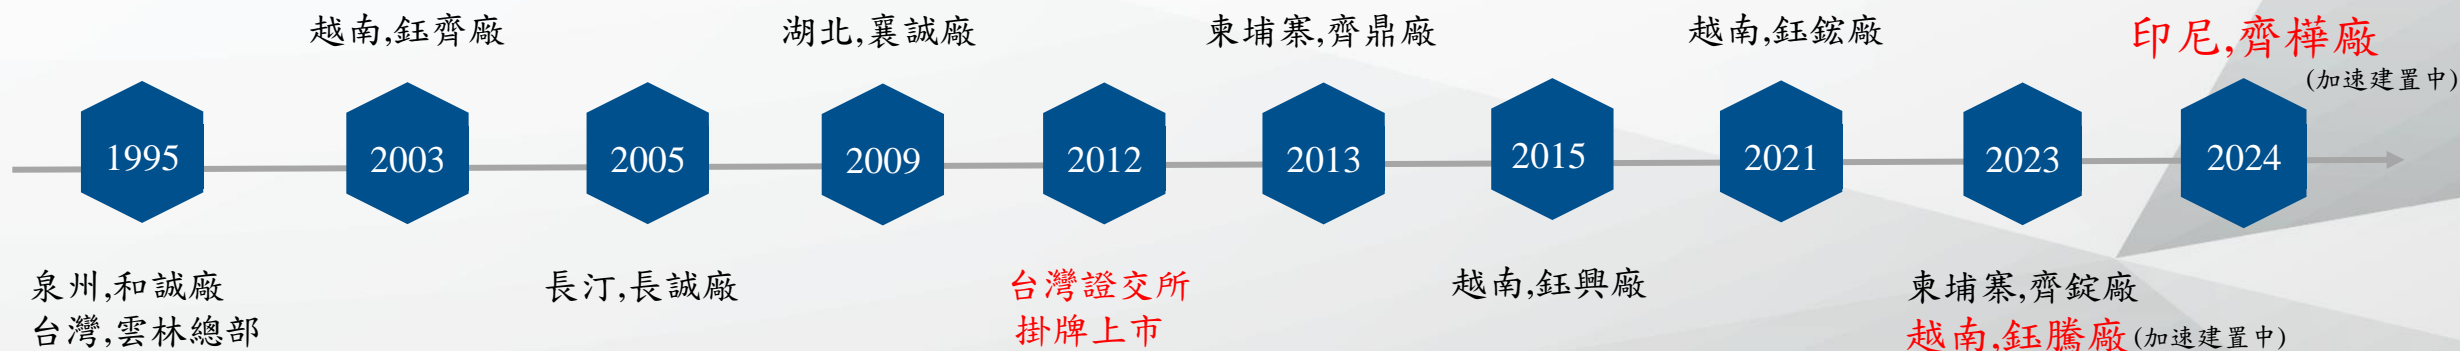 越南,鈺齊廠
湖北,襄誠廠
柬埔寨,齊鼎廠
越南,鈺鋐廠
印尼,齊樺廠
(加速建置中)
1995
2003
2005
2009
2012
2013
2015
2021
2023
2024
泉州,和誠廠
台灣,雲林總部
長汀,長誠廠
台灣證交所
掛牌上市
越南,鈺興廠
柬埔寨,齊錠廠
越南,鈺騰廠(加速建置中)